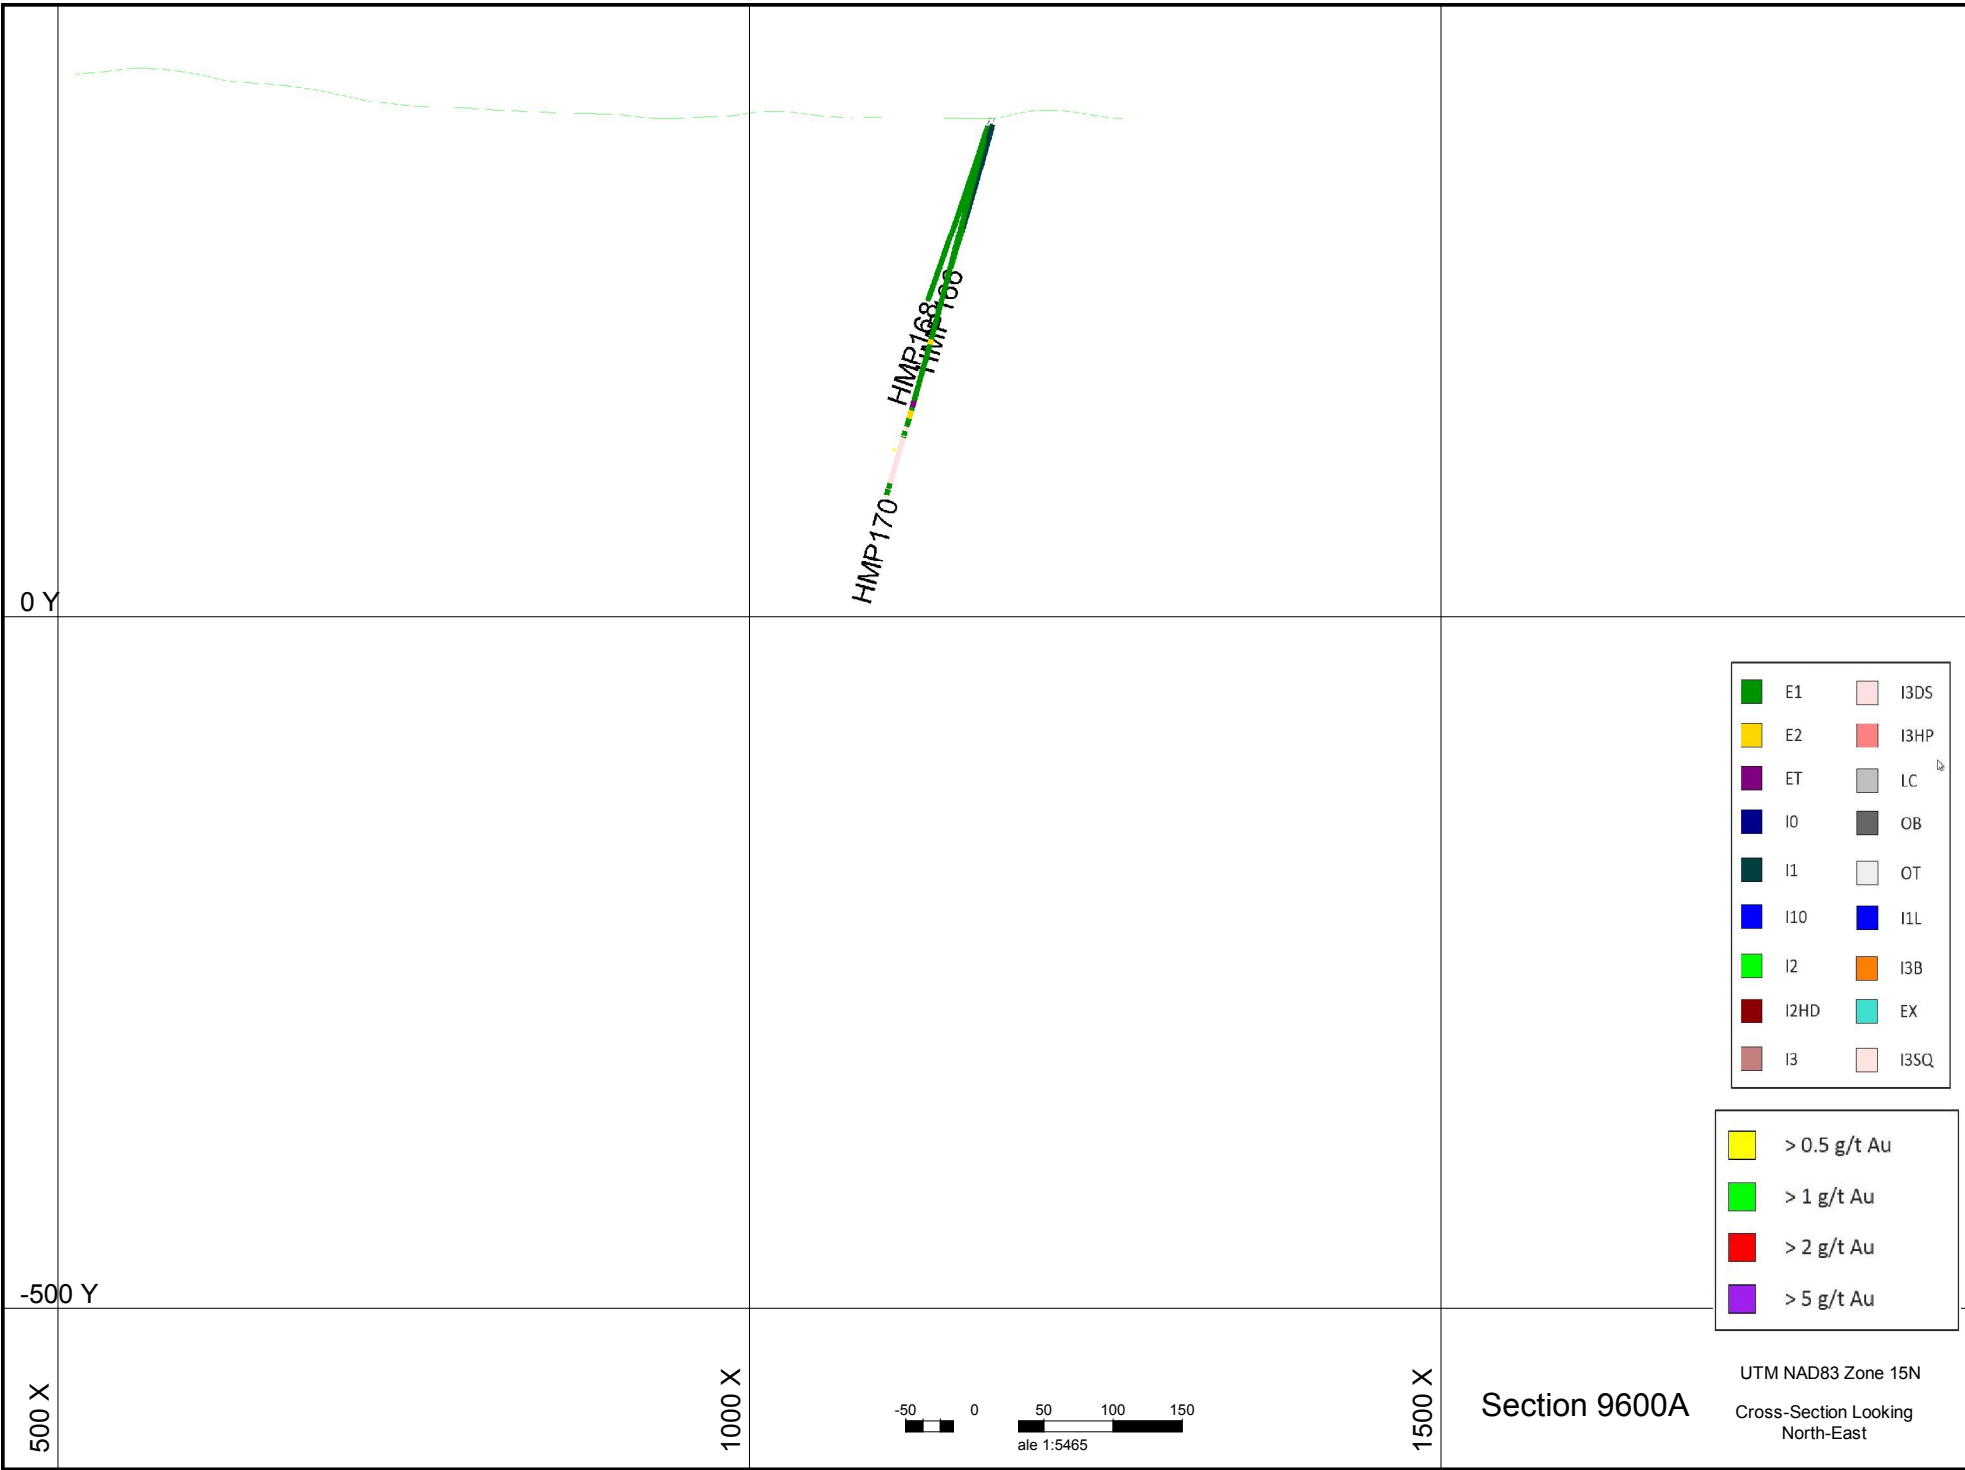 HMP168
HMP166
HMP170
0 Y
-500 Y
500 X
1000 X
1500 X
E1 I3DS
E2 I3HP
ET LC
I0 OB
I1 OT
I10 I1L
I2 I3B
I2HD EX
I3 I3SQ
> 0.5 g/t Au
> 1 g/t Au
> 2 g/t Au
> 5 g/t Au
-50 0 50 100 150
ale 1:5465
Section 9600A
UTM NAD83 Zone 15N
Cross-Section Looking
North-East